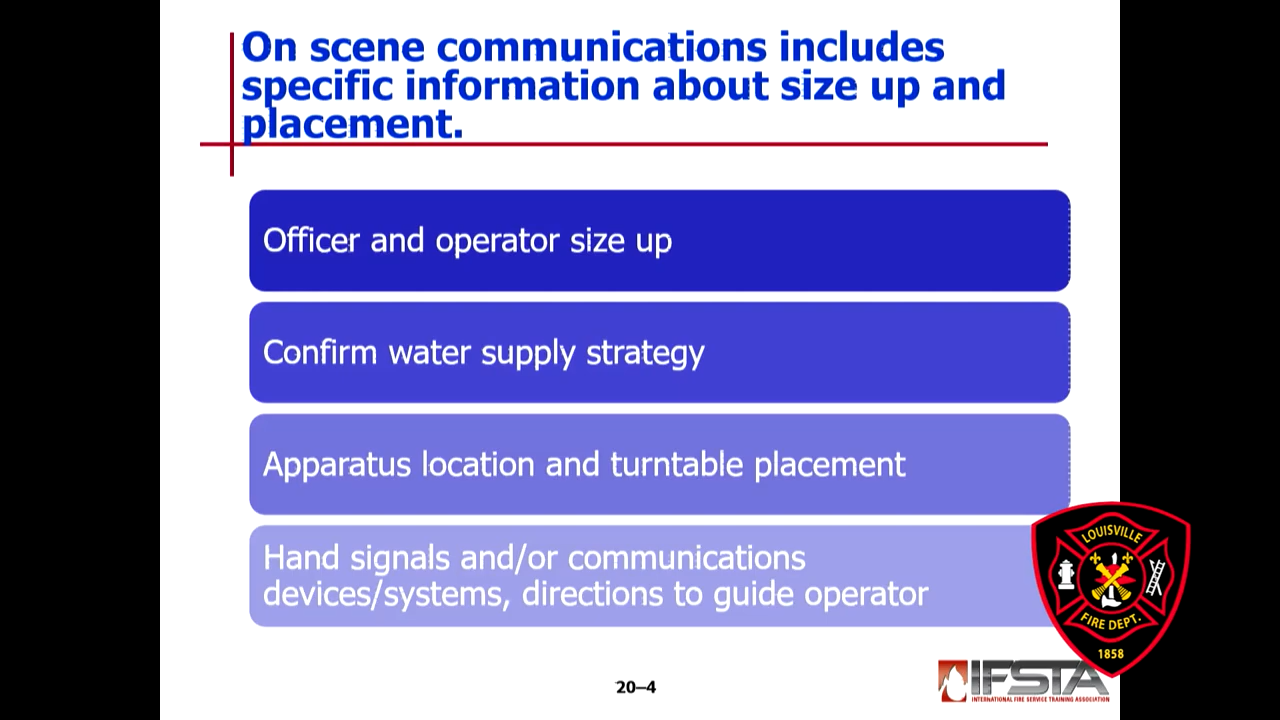 On scene communications includes
specific information about size up and
placement.
Officer and operator size up
Confirm water supply strategy
Apparatus location and turntable placement
Hand signals and/or communications
devices/systems, directions to guide operator
LOUISVILLE
FIRE DEPT.
1858
20–4
IFSTA
INTERNATIONAL FIRE SERVICE TRAINING ASSOCIATION